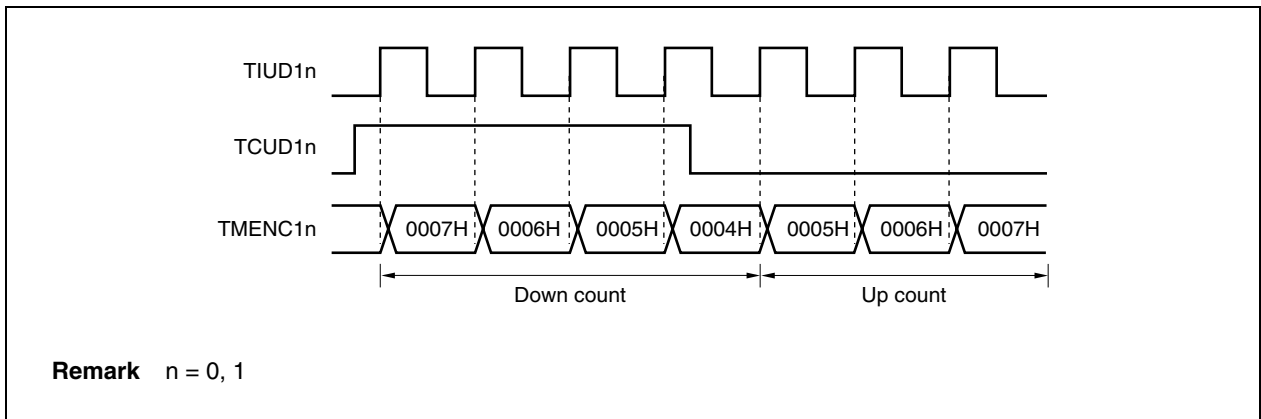 TIUD1n
TCUD1n
TMENC1n 0007H 0006H 0005H 0004H 0005H 0006H 0007H
Down count Up count
Remark n = 0, 1